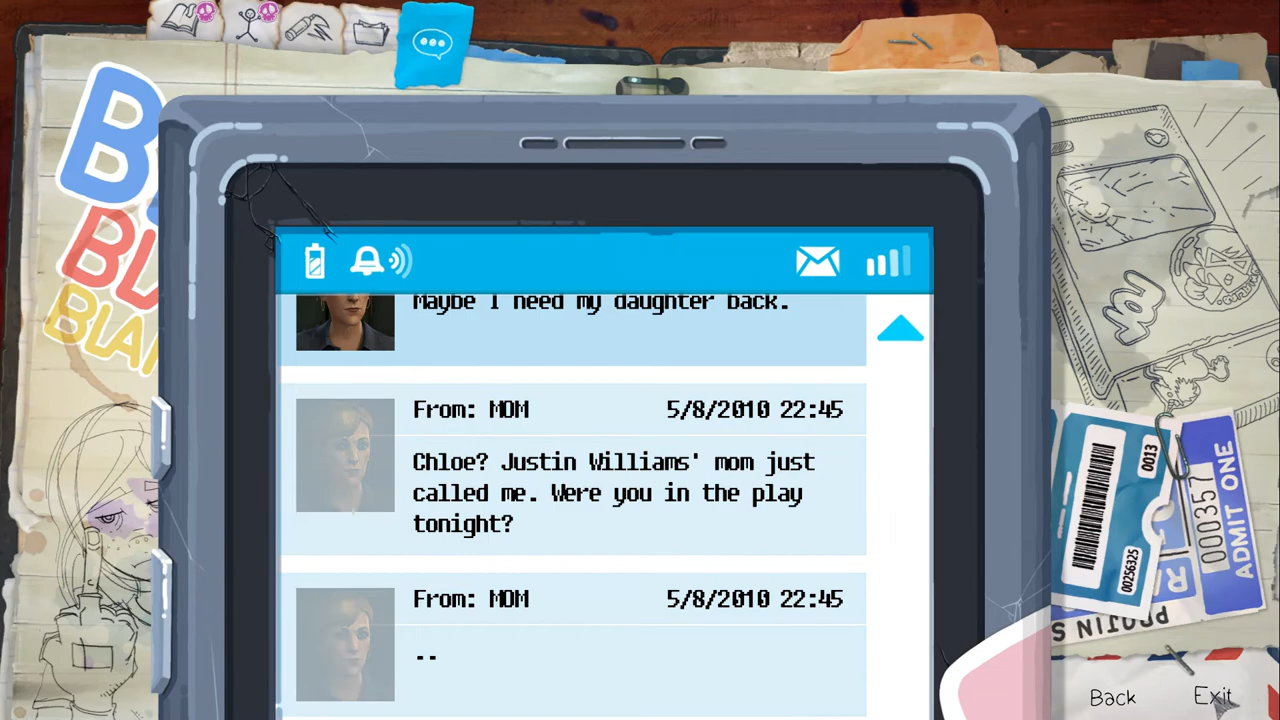 Maybe I need my daughter back.
From: MOM 5/8/2010 22:45
Chloe? Justin Williams' mom just
called me. Were you in the play
tonight?
From: MOM 5/8/2010 22:45
--
0013
00256325
000357
ADMIT ONE
Back Exit